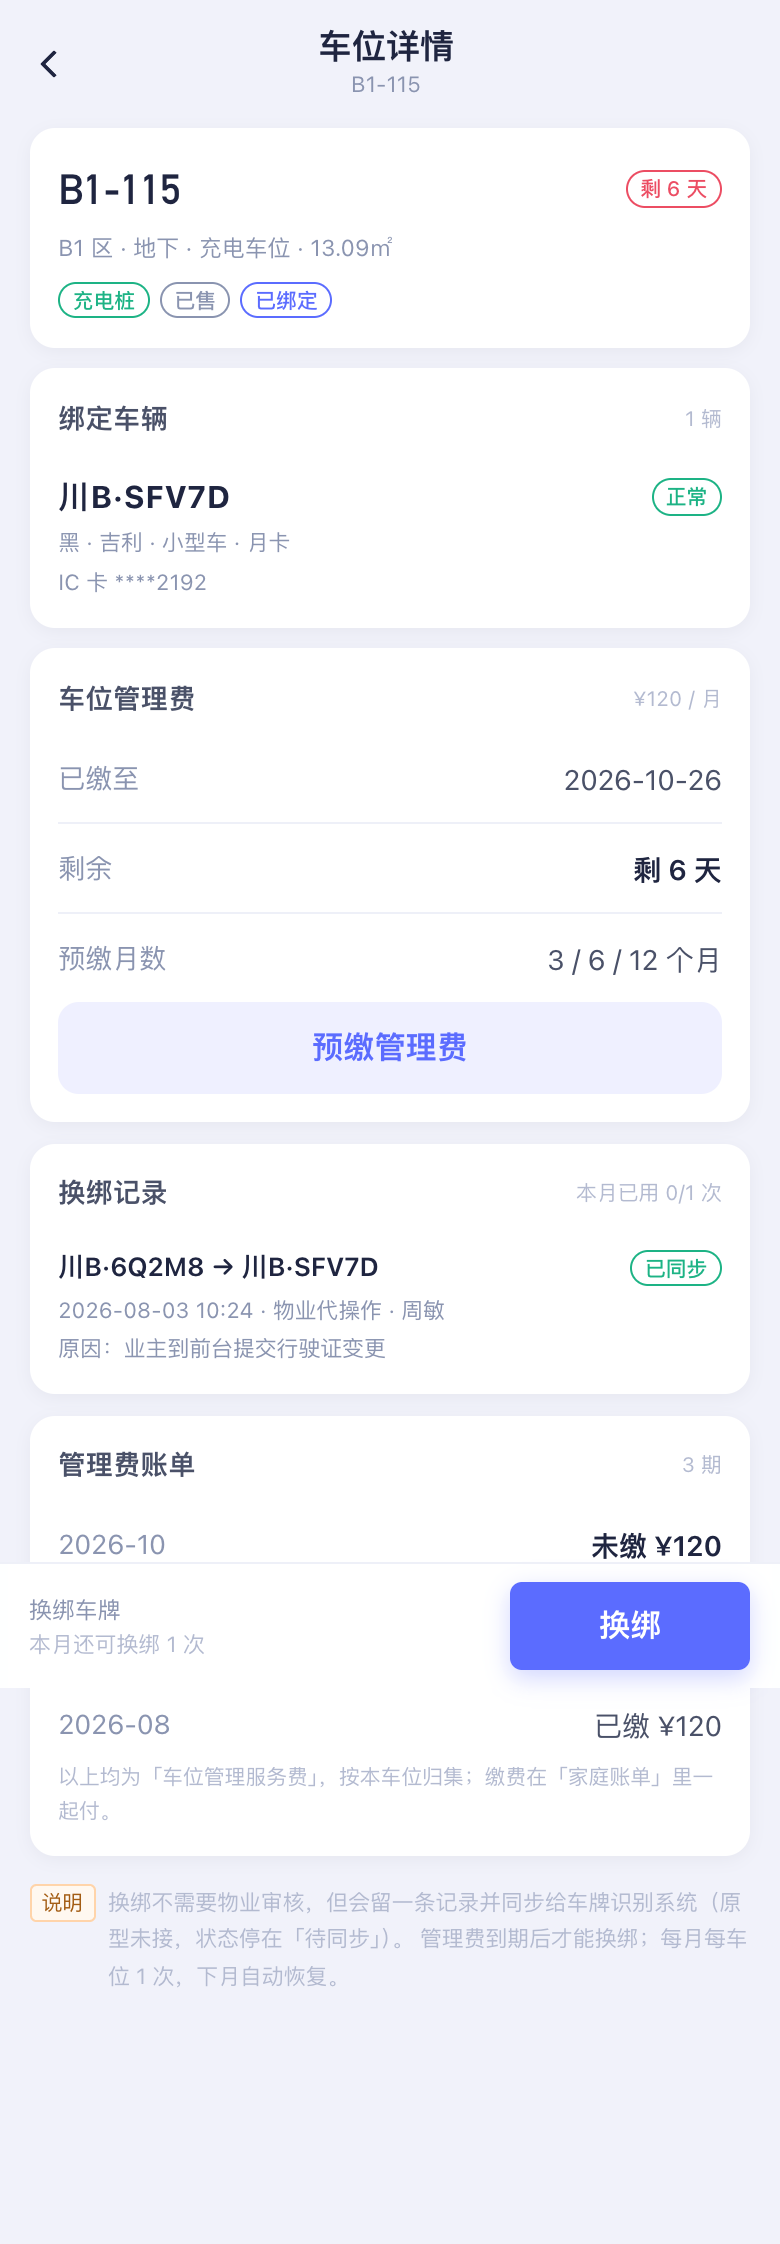 车位详情
B1-115
B1-115
剩 6 天
B1 区 · 地下 · 充电车位 · 13.09㎡
充电桩
已售
已绑定
绑定车辆
1 辆
川B·SFV7D
正常
黑 · 吉利 · 小型车 · 月卡
IC 卡 ****2192
车位管理费
¥120 / 月
已缴至
2026-10-26
剩余
剩 6 天
预缴月数
3 / 6 / 12 个月
预缴管理费
换绑记录
本月已用 0/1 次
川B·6Q2M8 → 川B·SFV7D
已同步
2026-08-03 10:24 · 物业代操作 · 周敏
原因：业主到前台提交行驶证变更
管理费账单
3 期
2026-10
未缴 ¥120
换绑车牌
本月还可换绑 1 次
换绑
2026-08
已缴 ¥120
以上均为「车位管理服务费」，按本车位归集；缴费在「家庭账单」里一
起付。
说明
换绑不需要物业审核，但会留一条记录并同步给车牌识别系统（原
型未接，状态停在「待同步」）。 管理费到期后才能换绑；每月每车
位 1 次，下月自动恢复。